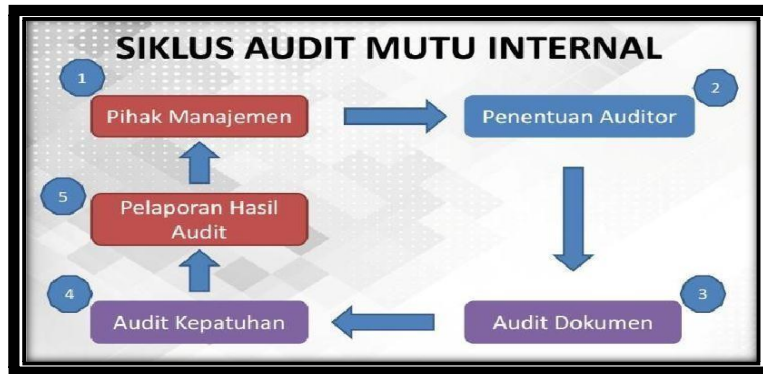 SIKLUS AUDIT MUTU INTERNAL
1
Pihak Manajemen
2
Penentuan Auditor
3
Audit Dokumen
4
Audit Kepatuhan
5
Pelaporan Hasil
Audit